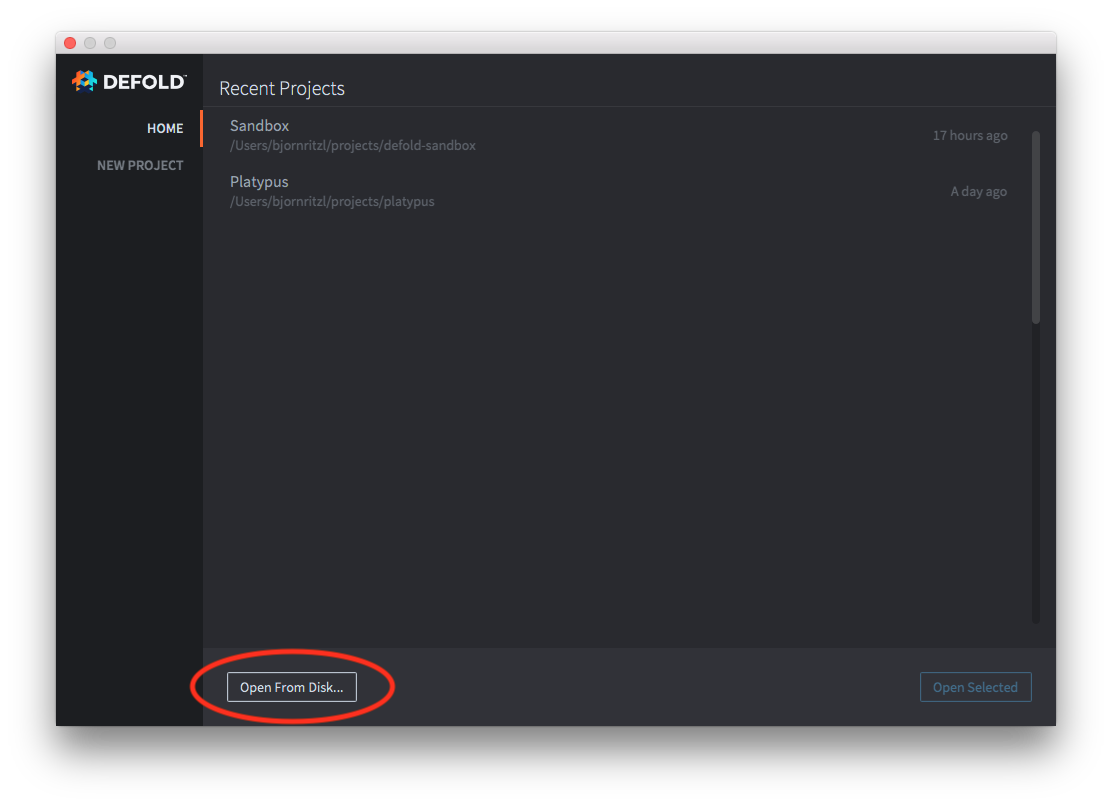 DEFOLD™
HOME
NEW PROJECT
Recent Projects
Sandbox
/Users/bjornritzl/projects/defold-sandbox
17 hours ago
Platypus
/Users/bjornritzl/projects/platypus
A day ago
Open From Disk...
Open Selected